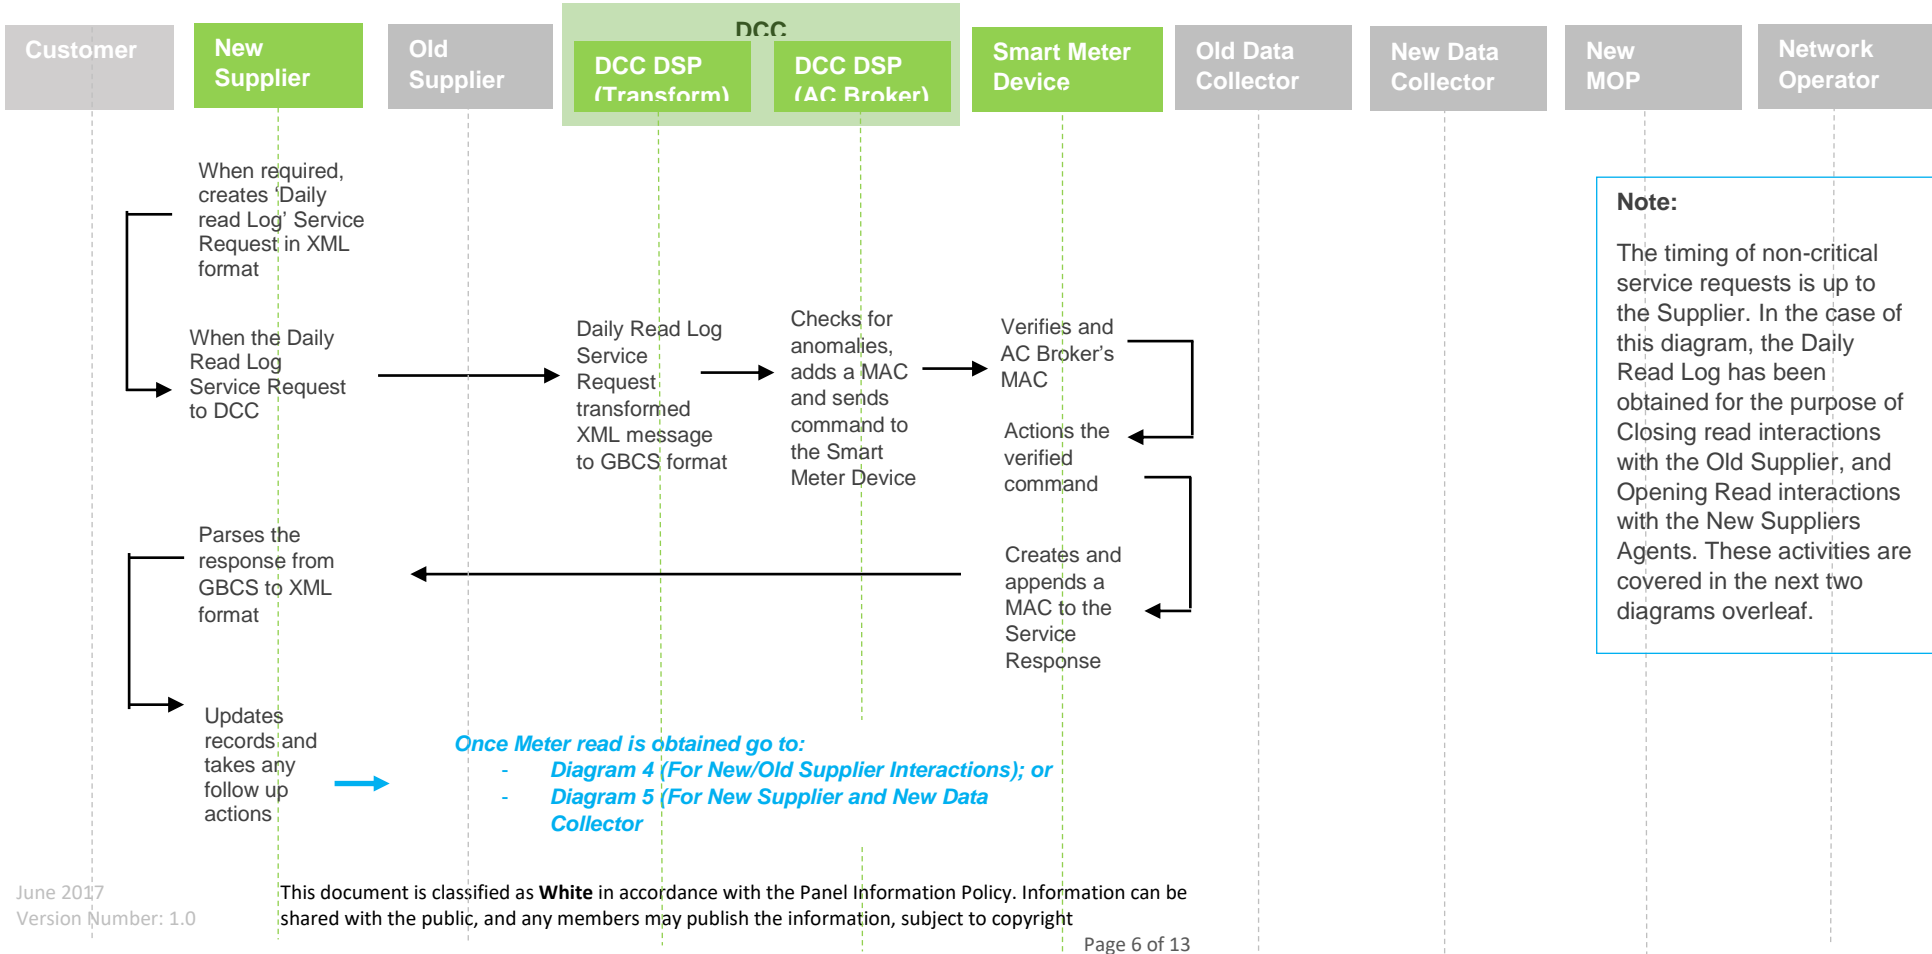 DCC
Customer
New
Supplier
Old
Supplier
DCC DSP
(Transform)
DCC DSP
(AC Broker)
Smart Meter
Device
Old Data
Collector
New Data
Collector
New
MOP
Network
Operator
When required,
creates ‘Daily
read Log’ Service
Request in XML
format
When the Daily
Read Log
Service Request
to DCC
Daily Read Log
Service
Request
transformed
XML message
to GBCS format
Checks for
anomalies,
adds a MAC
and sends
command to
the Smart
Meter Device
Verifies and
AC Broker’s
MAC
Actions the
verified
command
Creates and
appends a
MAC to the
Service
Response
Parses the
response from
GBCS to XML
format
Updates
records and
takes any
follow up
actions
Once Meter read is obtained go to:
- Diagram 4 (For New/Old Supplier Interactions); or
- Diagram 5 (For New Supplier and New Data
Collector
Note:
The timing of non-critical
service requests is up to
the Supplier. In the case of
this diagram, the Daily
Read Log has been
obtained for the purpose of
Closing read interactions
with the Old Supplier, and
Opening Read interactions
with the New Suppliers
Agents. These activities are
covered in the next two
diagrams overleaf.
June 2017
Version Number: 1.0
This document is classified as White in accordance with the Panel Information Policy. Information can be
shared with the public, and any members may publish the information, subject to copyright
Page 6 of 13